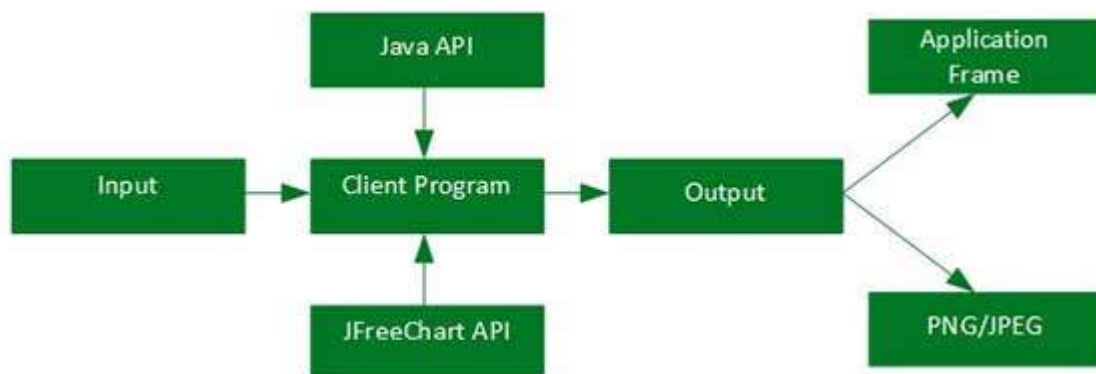 Java API
Application
Frame
Input
Client Program
Output
JFreeChart API
PNG/JPEG